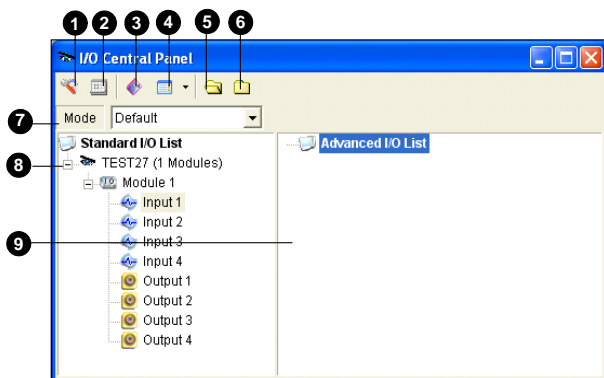 1 2 3 4 5 6
I/O Central Panel
7 Mode Default
Standard I/O List
Advanced I/O List
8 TEST27 (1 Modules)
Module 1
Input 1
Input 2
9 Input 3
Input 4
Output 1
Output 2
Output 3
Output 4